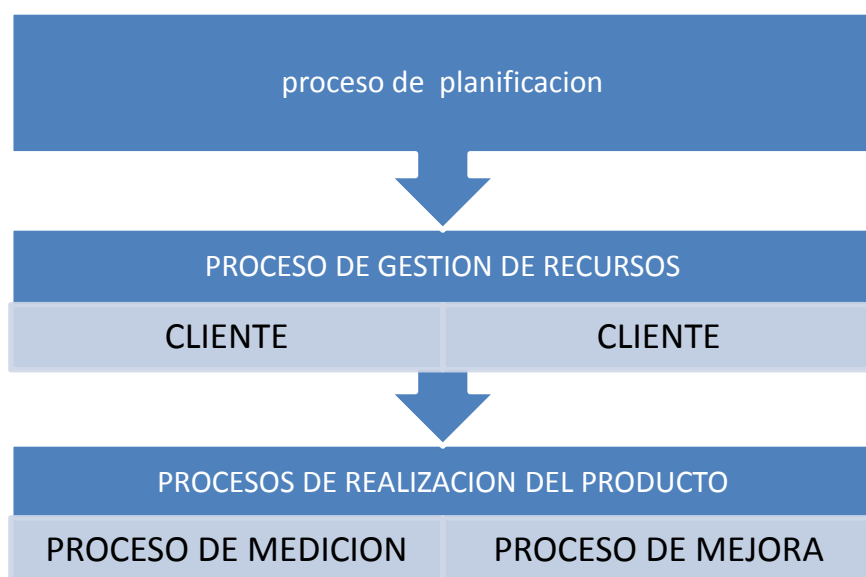 proceso de  planificacion
PROCESO DE GESTION DE RECURSOS
CLIENTE
CLIENTE
PROCESOS DE REALIZACION DEL PRODUCTO
PROCESO DE MEDICION
PROCESO DE MEJORA